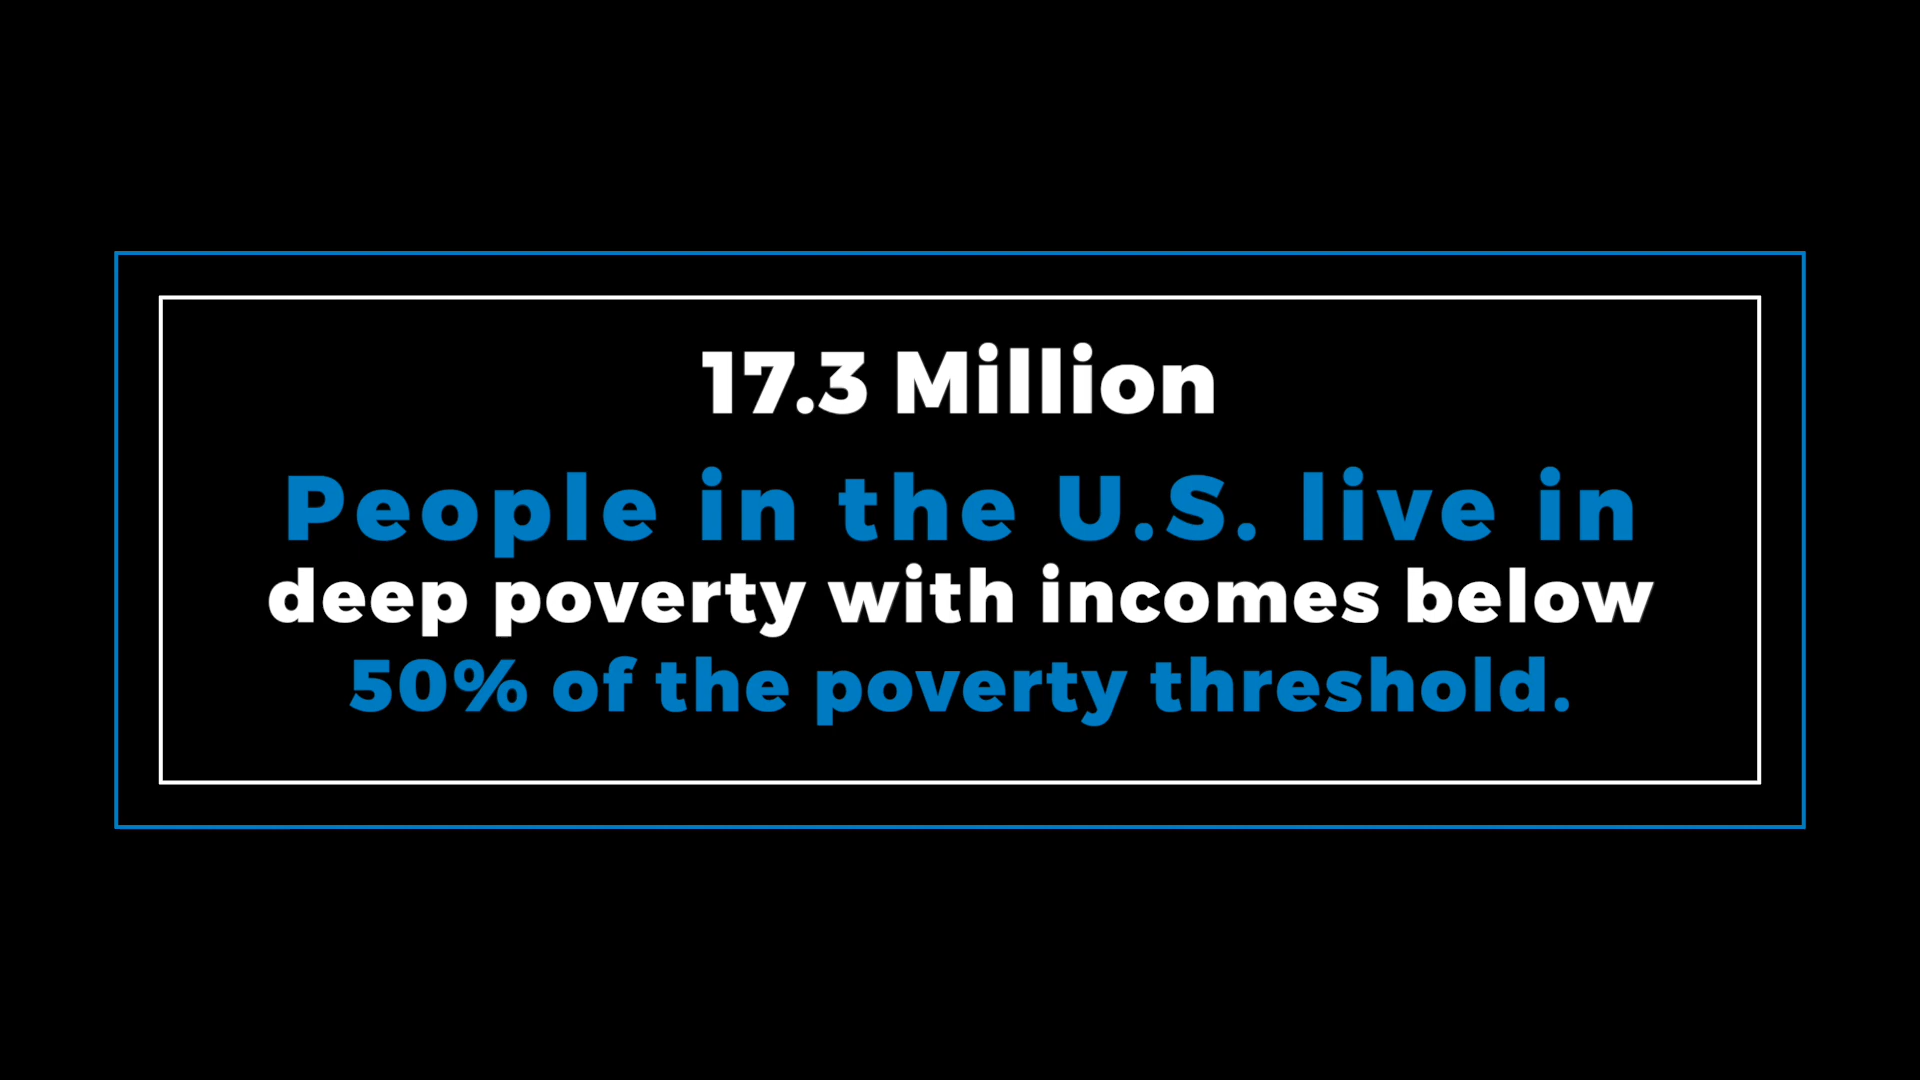 17.3 Million
People in the U.S. live in
deep poverty with incomes below
50% of the poverty threshold.